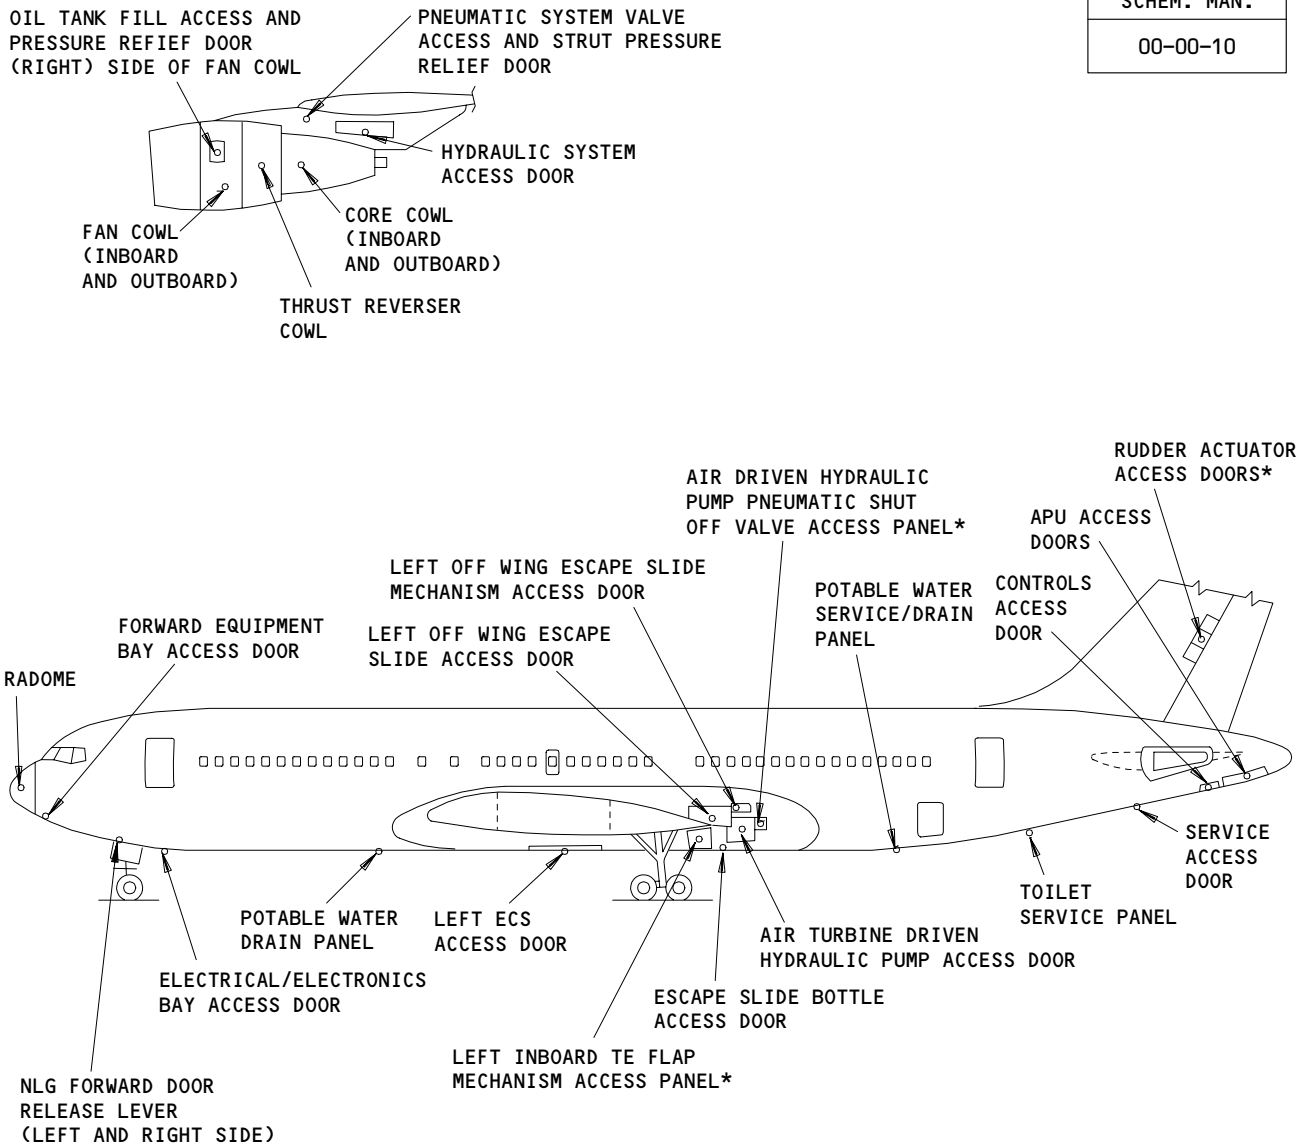 OIL TANK FILL ACCESS AND
PRESSURE REFIEF DOOR
(RIGHT) SIDE OF FAN COWL
PNEUMATIC SYSTEM VALVE
ACCESS AND STRUT PRESSURE
RELIEF DOOR
SCHEM. MAN.
00-00-10
HYDRAULIC SYSTEM
ACCESS DOOR
CORE COWL
(INBOARD
AND OUTBOARD)
FAN COWL
(INBOARD
AND OUTBOARD)
THRUST REVERSER
COWL
RUDDER ACTUATOR
ACCESS DOORS*
AIR DRIVEN HYDRAULIC
PUMP PNEUMATIC SHUT
OFF VALVE ACCESS PANEL*
APU ACCESS
DOORS
LEFT OFF WING ESCAPE SLIDE
MECHANISM ACCESS DOOR
POTABLE WATER
SERVICE/DRAIN
PANEL
CONTROLS
ACCESS
DOOR
FORWARD EQUIPMENT
BAY ACCESS DOOR
LEFT OFF WING ESCAPE
SLIDE ACCESS DOOR
RADOME
SERVICE
ACCESS
DOOR
TOILET
SERVICE PANEL
POTABLE WATER
DRAIN PANEL
LEFT ECS
ACCESS DOOR
AIR TURBINE DRIVEN
HYDRAULIC PUMP ACCESS DOOR
ELECTRICAL/ELECTRONICS
BAY ACCESS DOOR
ESCAPE SLIDE BOTTLE
ACCESS DOOR
LEFT INBOARD TE FLAP
MECHANISM ACCESS PANEL*
NLG FORWARD DOOR
RELEASE LEVER
(LEFT AND RIGHT SIDE)